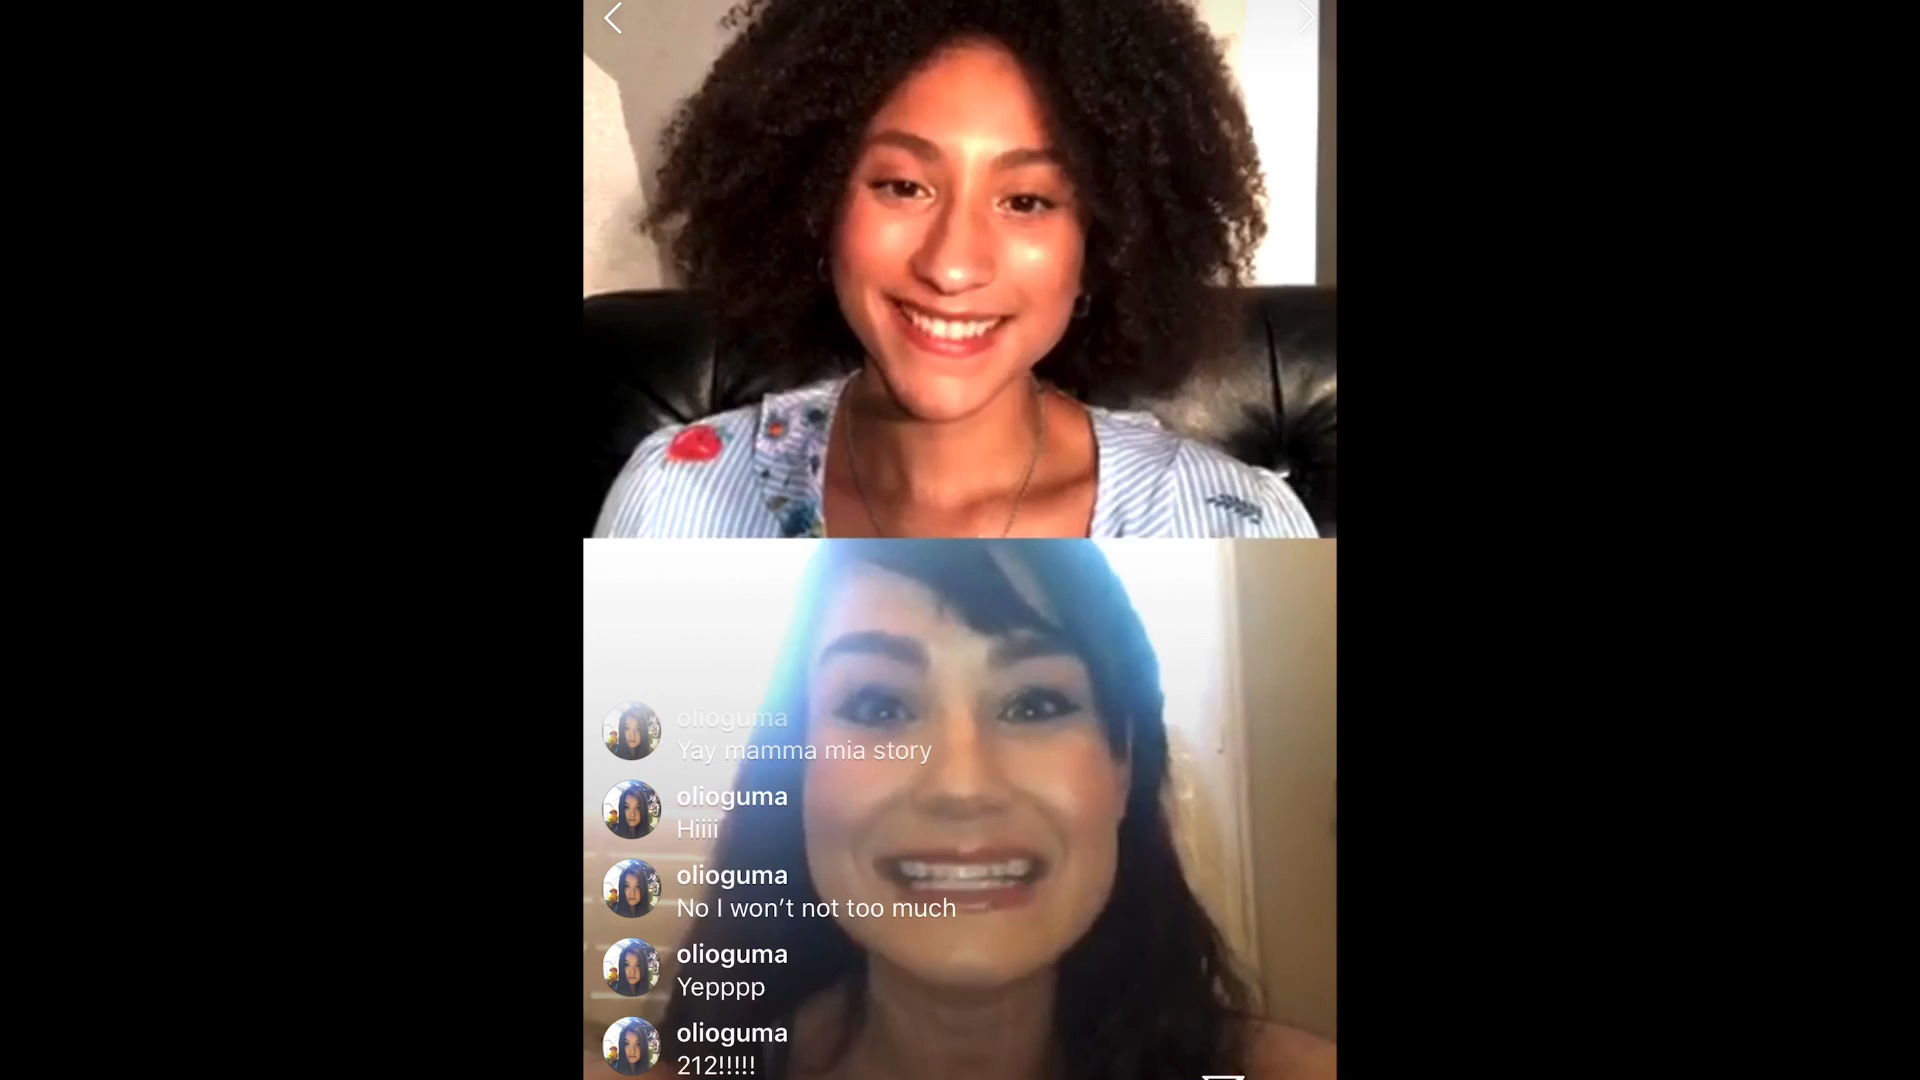 olioguma
Yay mamma mia story
olioguma
Hiiii
olioguma
No I won’t not too much
olioguma
Yepppp
olioguma
212!!!!!